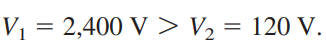 V₁ = 2,400 V > V₂ = 120 V.